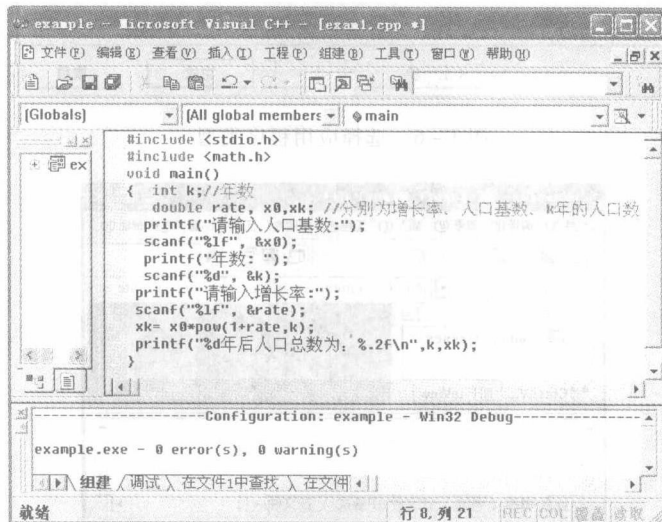 example - Microsoft Visual C++ - [exam1.cpp *]
文件(F) 编辑(E) 查看(V) 插入(I) 工程(P) 组建(B) 工具(T) 窗口(W) 帮助(H)
(Globals) (All global members main
ex
#include <stdio.h>
#include <math.h>
void main()
{ int k;//年数
double rate, x0,xk; //分别为增长率、人口基数、k年的人口数
printf("请输入人口基数:");
scanf("%lf", &x0);
printf("年数: ");
scanf("%d", &k);
printf("请输入增长率:");
scanf("%lf", &rate);
xk= x0*pow(1+rate,k);
printf("%d年后人口总数为: %.2f\n",k,xk);
}
--------------------Configuration: example - Win32 Debug--------------------
example.exe - 0 error(s), 0 warning(s)
组建 调试 在文件1中查找 在文件
就绪 行 8, 列 21 REC COL 覆盖 读取